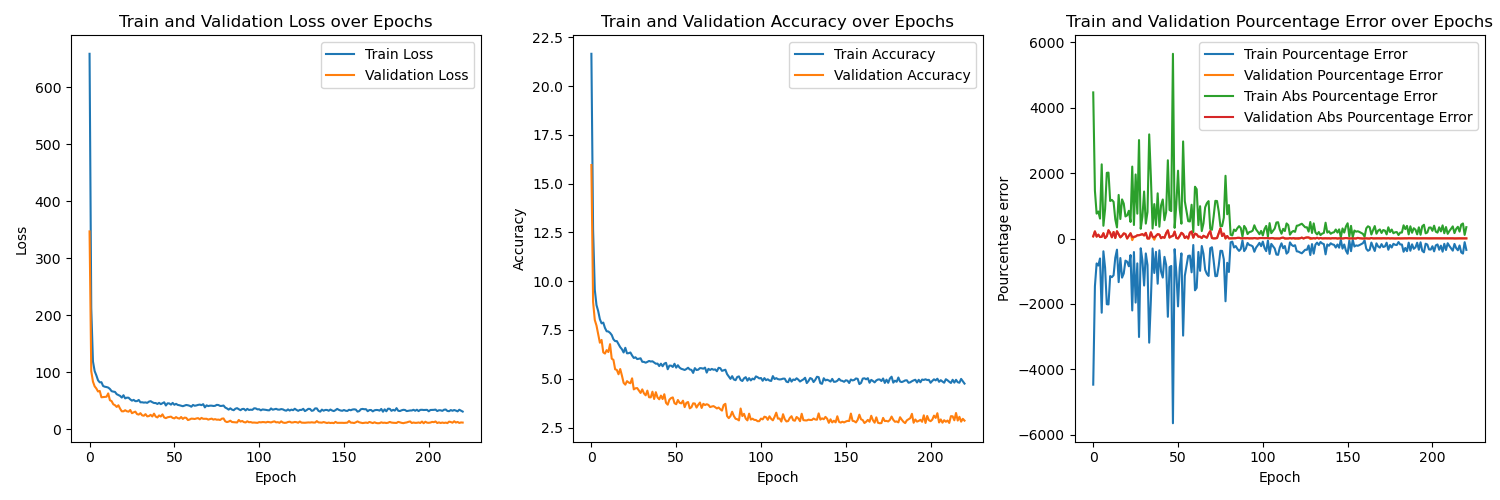 Train and Validation Loss over Epochs
Train Loss
Validation Loss
600
500
400
300
200
100
0
Loss
0
50
100
150
200
Epoch
Train and Validation Accuracy over Epochs
Train Accuracy
Validation Accuracy
22.5
20.0
17.5
15.0
12.5
10.0
7.5
5.0
2.5
Accuracy
0
50
100
150
200
Epoch
Train and Validation Pourcentage Error over Epochs
Train Pourcentage Error
Validation Pourcentage Error
Train Abs Pourcentage Error
Validation Abs Pourcentage Error
6000
4000
2000
0
−2000
−4000
−6000
Pourcentage error
0
50
100
150
200
Epoch